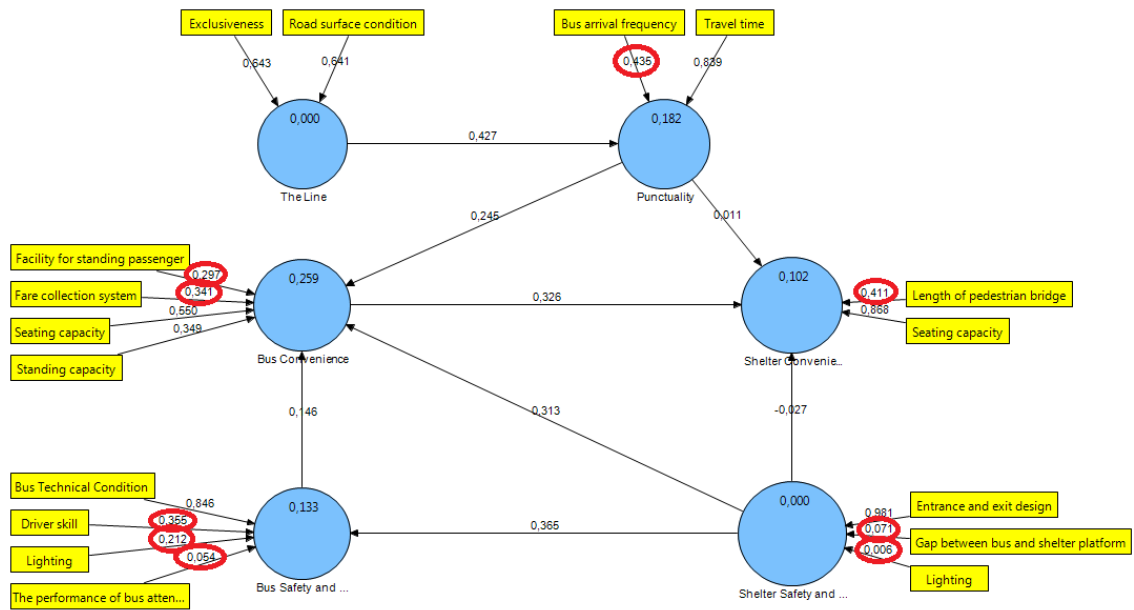 Exclusiveness
Road surface condition
Bus arrival frequency
Travel time
0,643
0,641
0,435
0,839
0,000
0,427
0,182
The Line
Punctuality
0,245
0,011
Facility for standing passenger
0,297
0,259
0,102
Fare collection system
0,341
0,326
0,411
Length of pedestrian bridge
0,868
Seating capacity
0,550
0,349
Seating capacity
Standing capacity
Bus Convenience
Shelter Convenie...
0,146
0,313
-0,027
Bus Technical Condition
0,846
0,133
0,000
Entrance and exit design
0,981
Driver skill
0,355
0,365
0,071
Gap between bus and shelter platform
0,212
0,006
Lighting
0,054
Lighting
The performance of bus atten...
Bus Safety and ...
Shelter Safety and ...